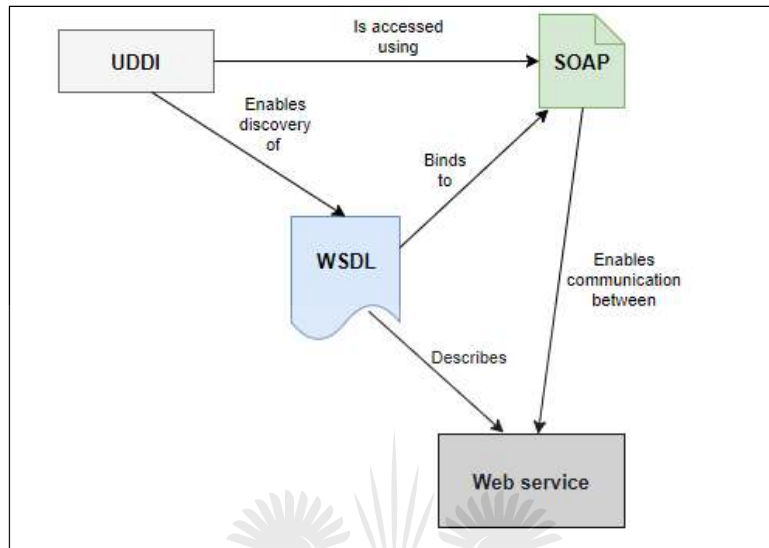 Is accessed
using
UDDI
SOAP
Enables
discovery
of
Binds
to
WSDL
Enables
communication
between
Describes
Web service